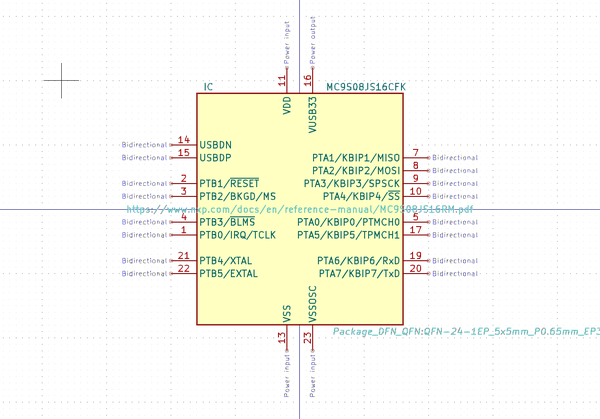 Power input
Power output
11
16
IC
MC9S08JS16CFK
VDD
VUSB33
Bidirectional 14 USBDN
Bidirectional 15 USBDP
PTA1/KBIP1/MISO 7 Bidirectional
PTA2/KBIP2/MOSI 8 Bidirectional
Bidirectional 2 PTB1/RESET
PTA3/KBIP3/SPSCK 9 Bidirectional
Bidirectional 3 PTB2/BKGD/MS
PTA4/KBIP4/SS 10 Bidirectional
https://www.nxp.com/docs/en/reference-manual/MC9S08JS16RM.pdf
Bidirectional 4 PTB3/BLMS
PTA0/KBIP0/PTMCH0 5 Bidirectional
Bidirectional 1 PTB0/IRQ/TCLK
PTA5/KBIP5/TPMCH1 17 Bidirectional
Bidirectional 21 PTB4/XTAL
PTA6/KBIP6/RxD 19 Bidirectional
Bidirectional 22 PTB5/EXTAL
PTA7/KBIP7/TxD 20 Bidirectional
VSS
VSSOSC
Package_DFN_QFN:QFN-24-1EP_5x5mm_P0.65mm_EP3
13
23
Power input
Power input